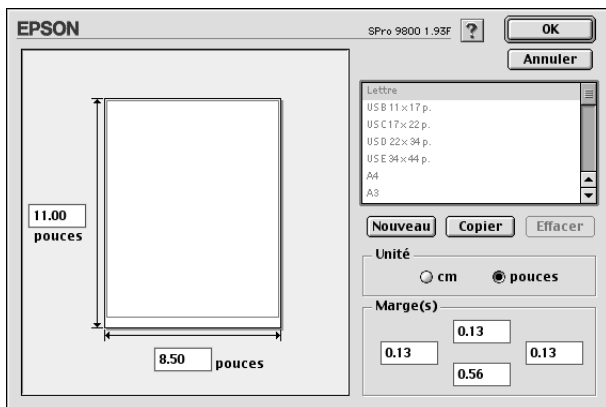 EPSON
SPro 9800 1.93F
?
OK
Annuler
Lettre
US B 11 x 17 p.
US C 17 x 22 p.
US D 22 x 34 p.
US E 34 x 44 p.
A4
A3
Nouveau
Copier
Effacer
Unité
cm
pouces
Marge(s)
0.13
0.13
0.13
0.56
11.00
pouces
8.50
pouces